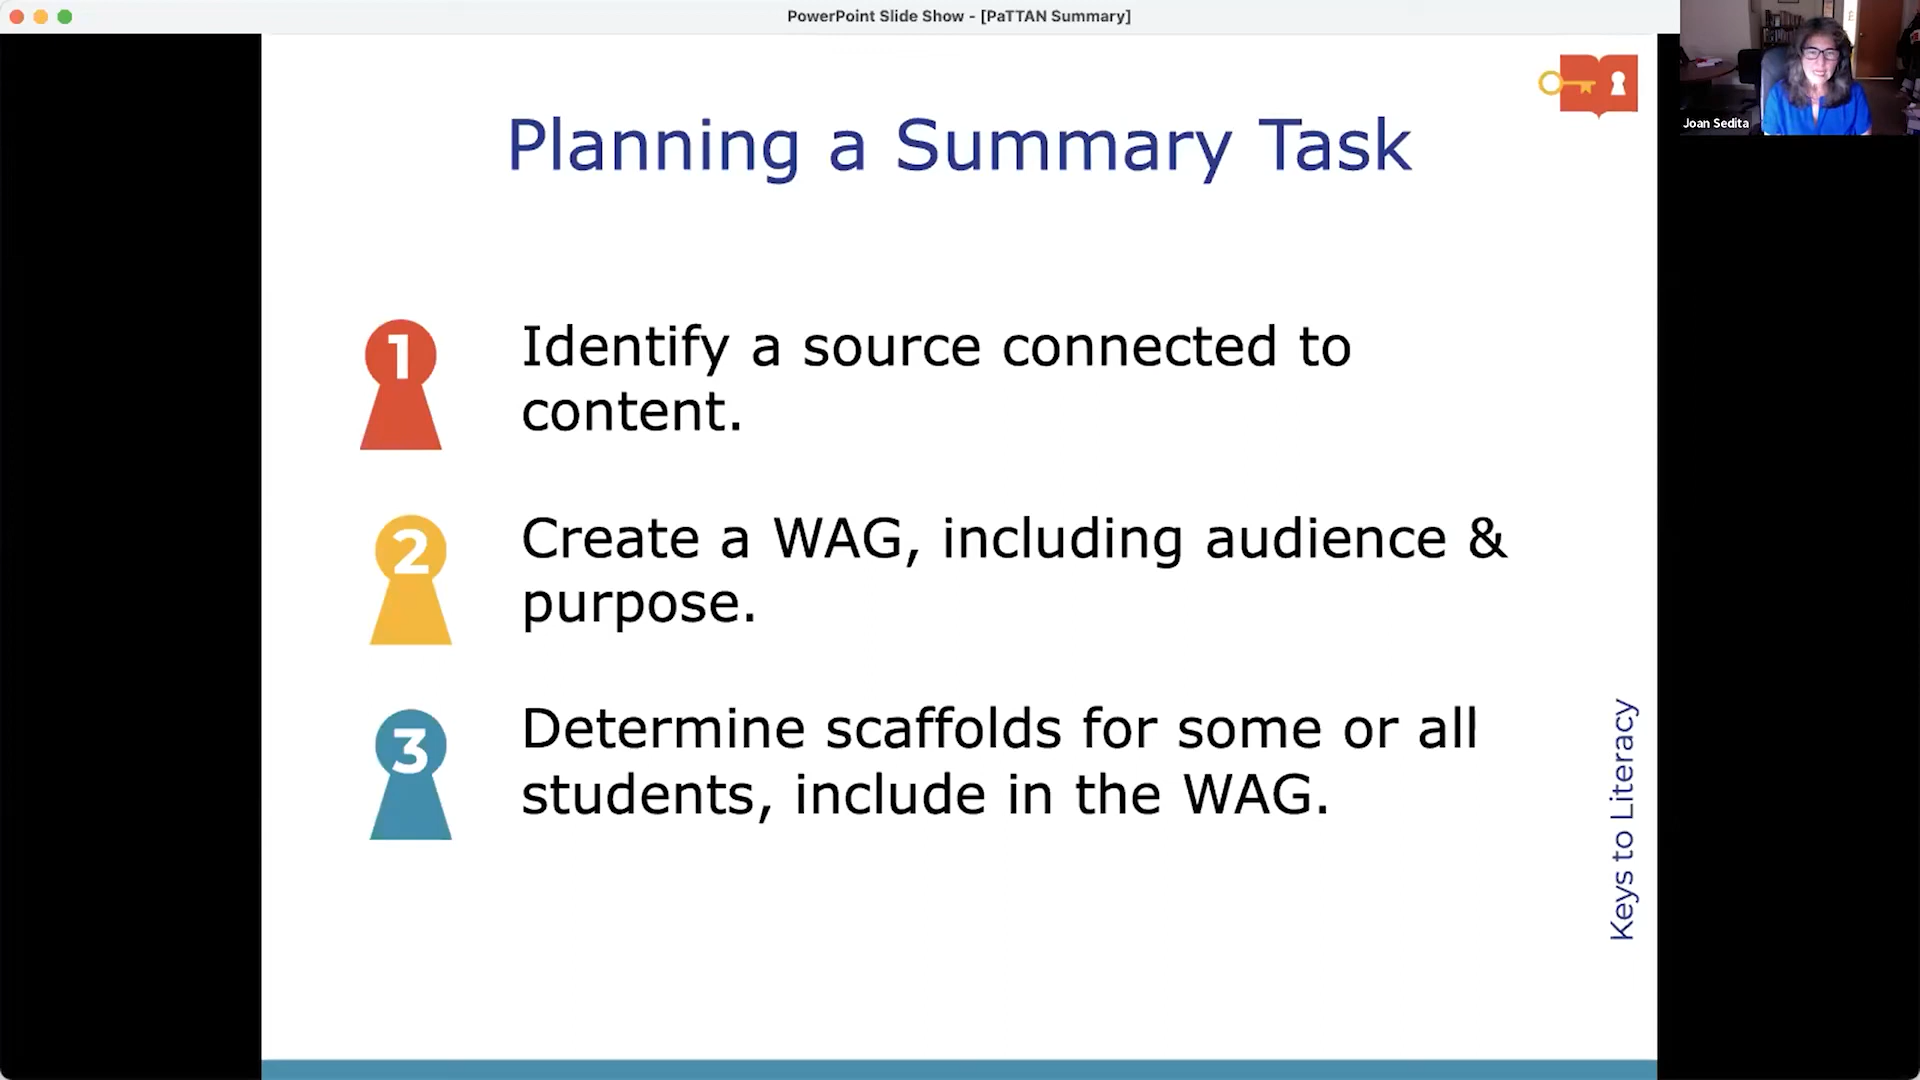 PowerPoint Slide Show - [PaTTAN Summary]
Joan Sedita
Planning a Summary Task
1
Identify a source connected to
content.
2
Create a WAG, including audience &
purpose.
3
Determine scaffolds for some or all
students, include in the WAG.
Keys to Literacy